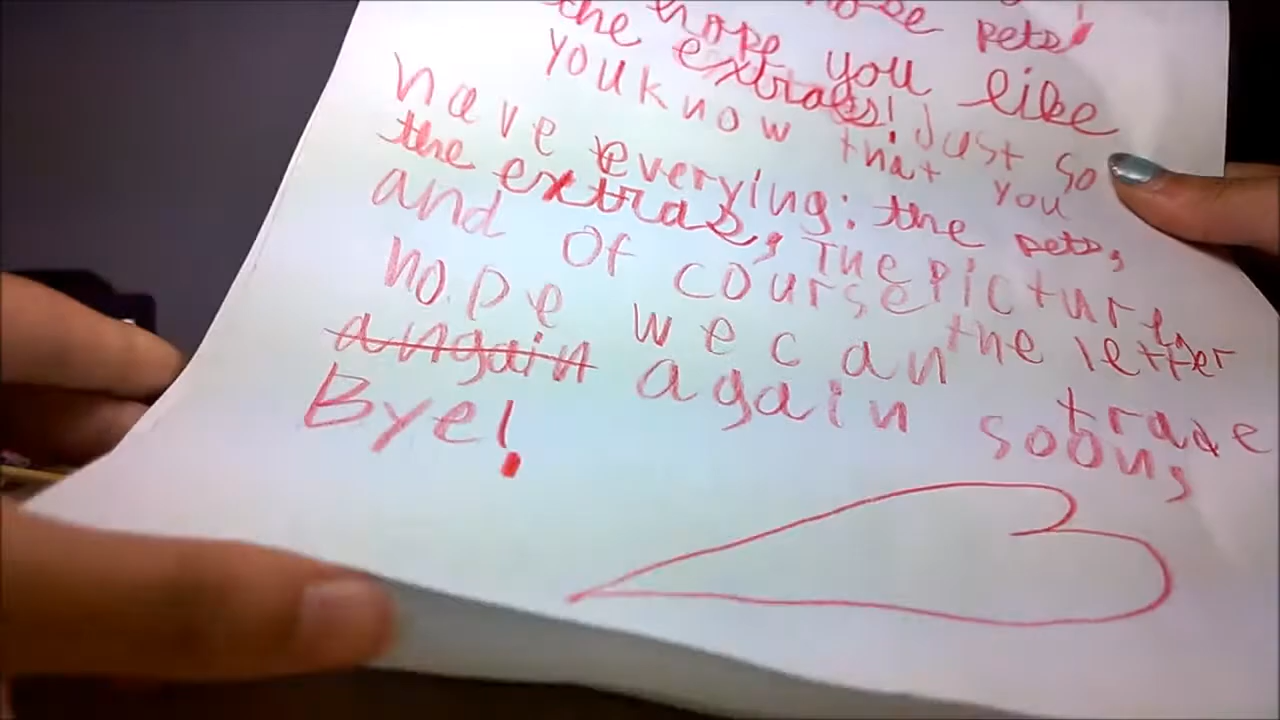 pets!
hope you like
the extras! Just so
you know that you
have everying: the pets,
the extras, the picture,
and of course the letter
hope we can trade
angain again soon,
Bye!